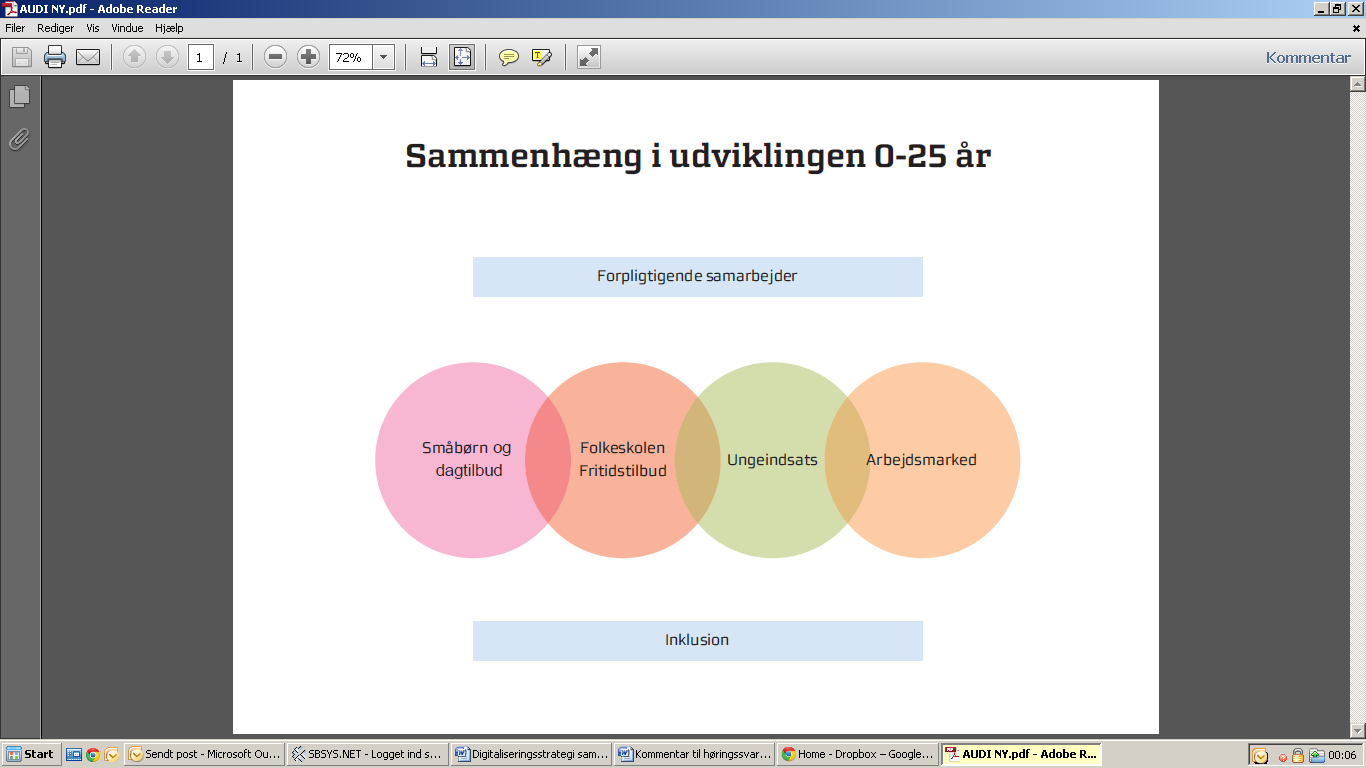 AUDI NY.pdf - Adobe Reader
Filer Rediger Vis Vindue Hjælp
1 / 1 72% Kommentar
Sammenhæng i udviklingen 0-25 år
Forpligtigende samarbejder
Småbørn og
dagtilbud
Folkeskolen
Fritidstilbud
Ungeindsats
Arbejdsmarked
Inklusion
Start Sendt post - Microsoft Ou... SBSYS.NET - Logget ind s... Digitaliseringsstrategi sam... Kommentar til høringssvar... Home - Dropbox – Google... AUDI NY.pdf - Adobe R... 00:06